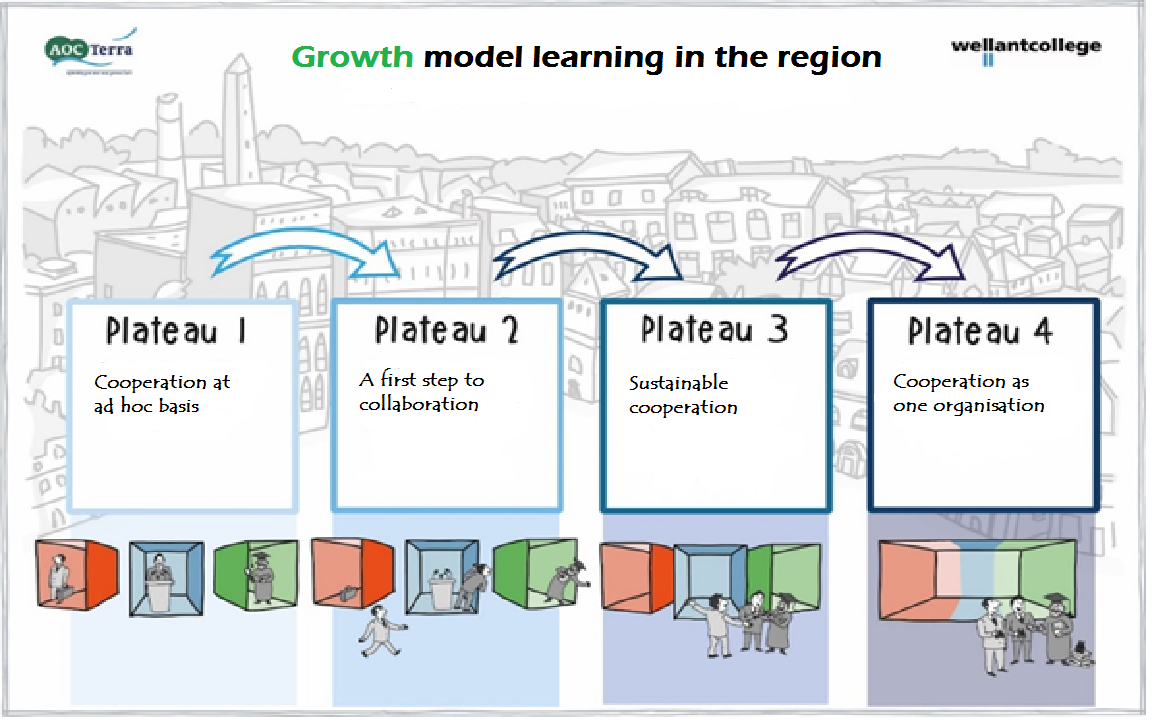 AOC Terra
Growth model learning in the region
wellantcollege
Plateau 1
Cooperation at
ad hoc basis
Plateau 2
A first step to
collaboration
Plateau 3
Sustainable
cooperation
Plateau 4
Cooperation as
one organisation